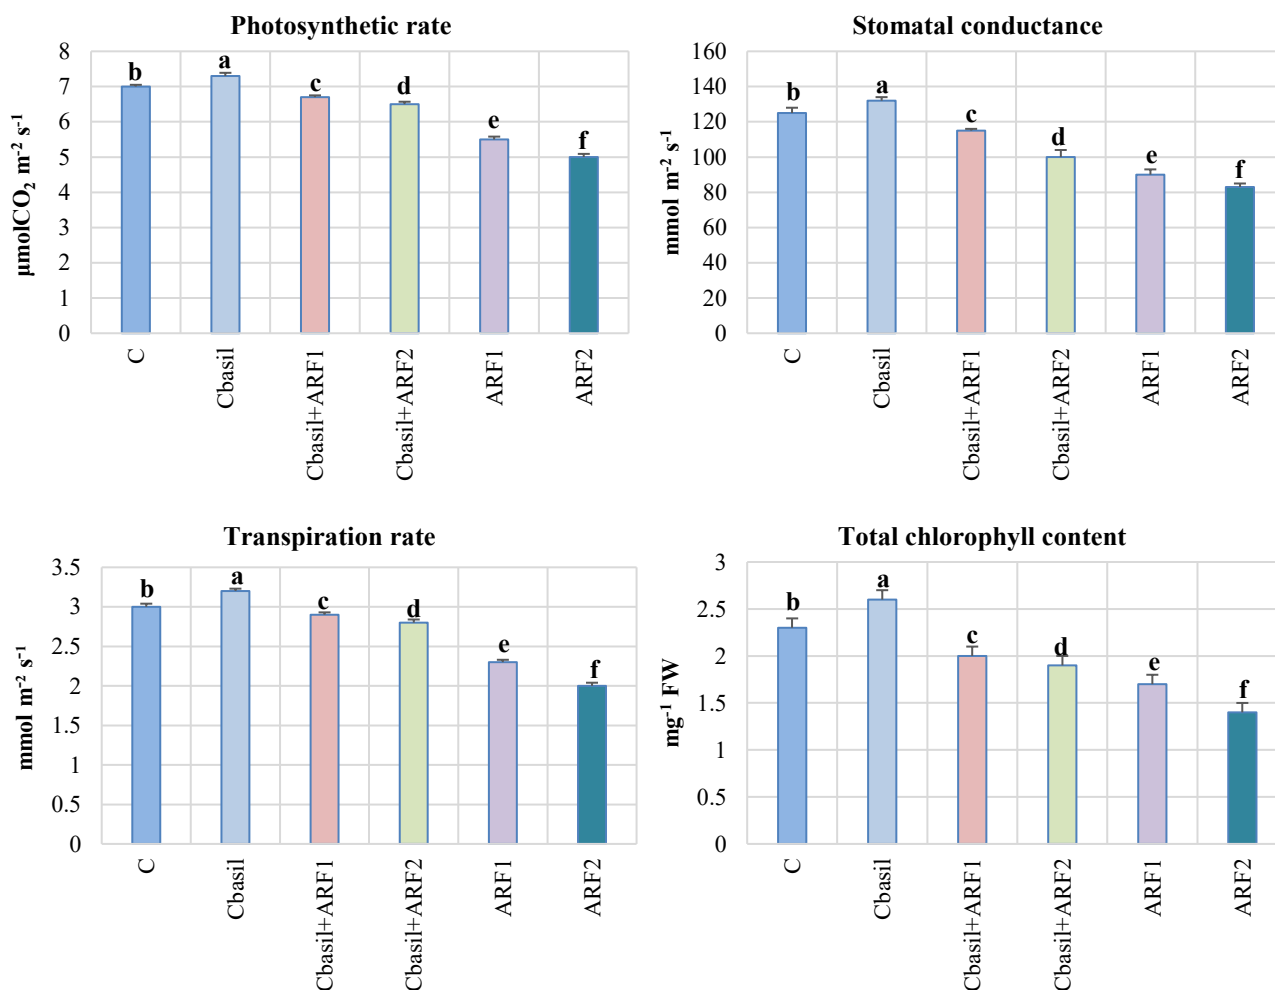 Photosynthetic rate
µmolCO₂ m⁻² s⁻¹
8
7
6
5
4
3
2
1
0
b
a
c
d
e
f
C
Cbasil
Cbasil+ARF1
Cbasil+ARF2
ARF1
ARF2
Stomatal conductance
mmol m⁻² s⁻¹
160
140
120
100
80
60
40
20
0
b
a
c
d
e
f
C
Cbasil
Cbasil+ARF1
Cbasil+ARF2
ARF1
ARF2
Transpiration rate
mmol m⁻² s⁻¹
3.5
3
2.5
2
1.5
1
0.5
0
b
a
c
d
e
f
C
Cbasil
Cbasil+ARF1
Cbasil+ARF2
ARF1
ARF2
Total chlorophyll content
mg⁻¹ FW
3
2.5
2
1.5
1
0.5
0
b
a
c
d
e
f
C
Cbasil
Cbasil+ARF1
Cbasil+ARF2
ARF1
ARF2